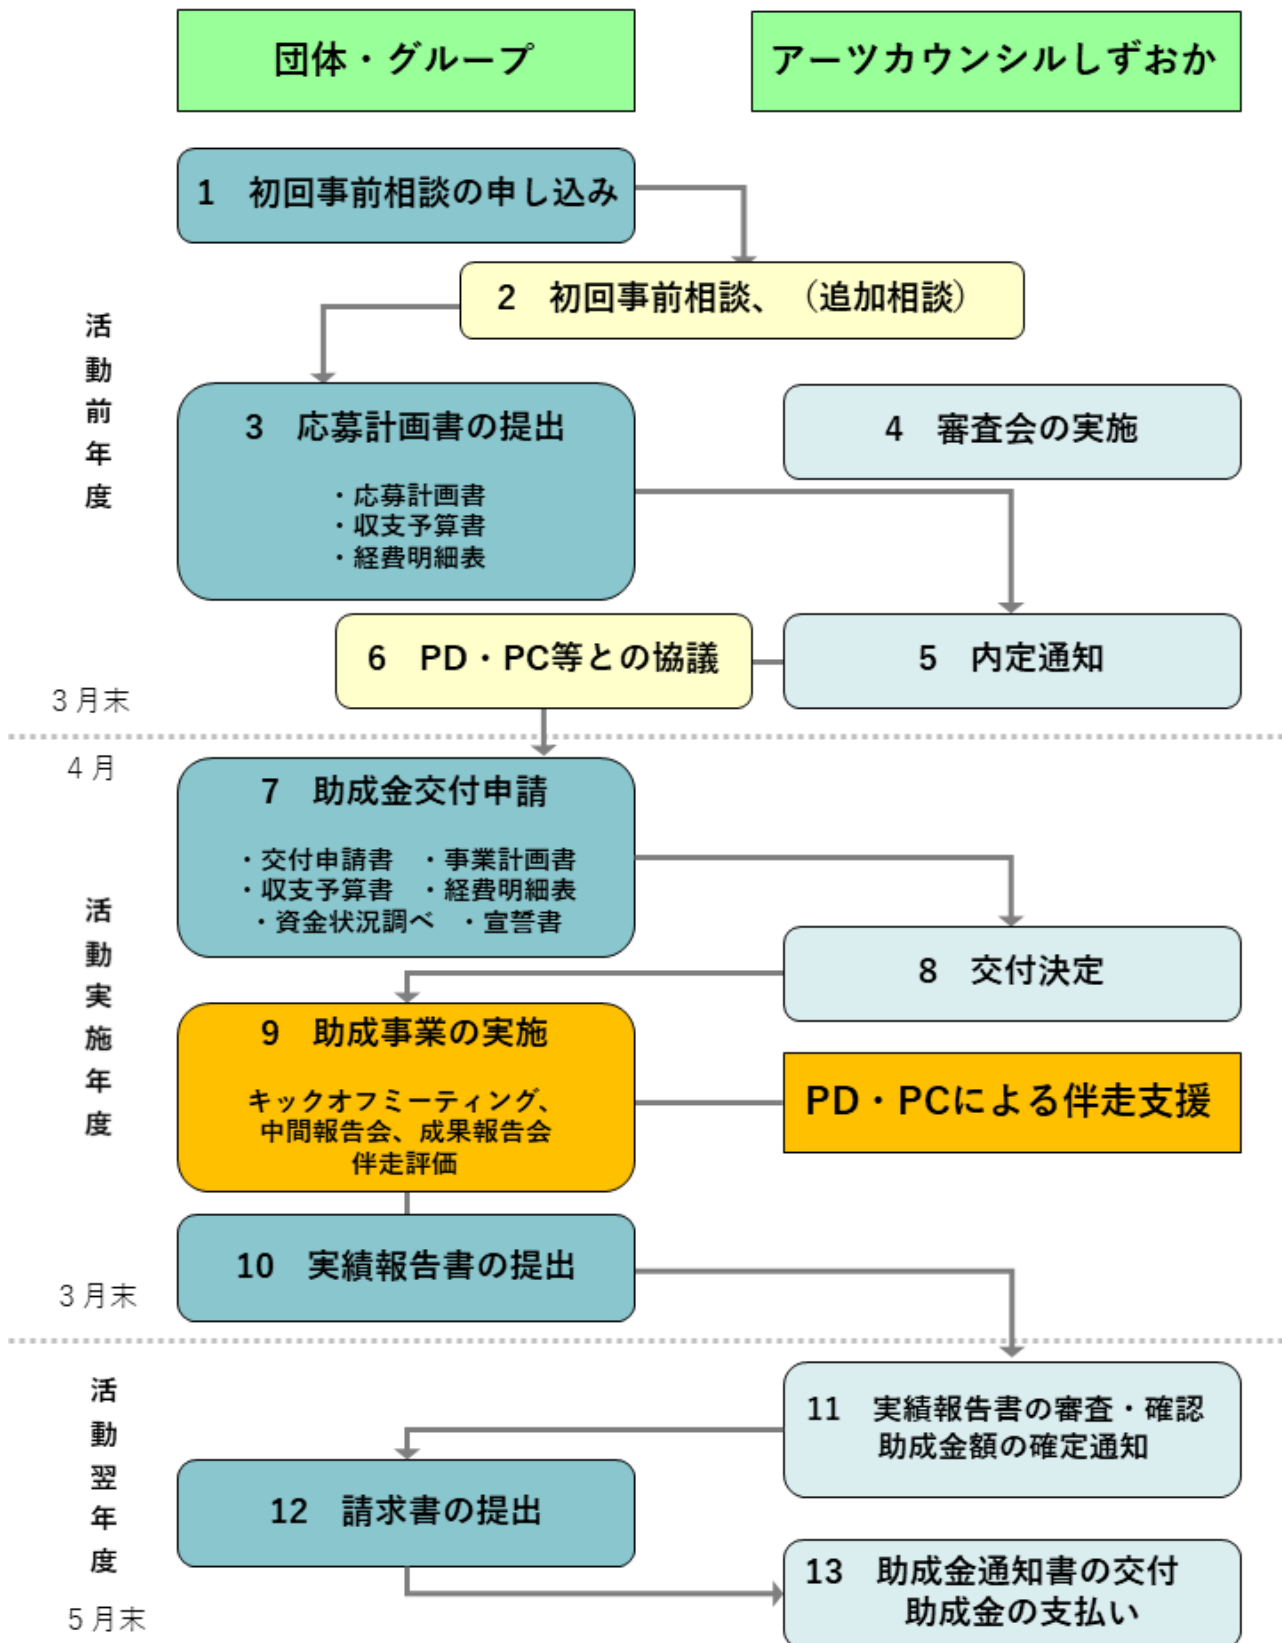 団体・グループ
アーツカウンシルしずおか
1　初回事前相談の申し込み
2　初回事前相談、（追加相談）
活動前年度
3　応募計画書の提出
・応募計画書
・収支予算書
・経費明細表
4　審査会の実施
5　内定通知
6　PD・PC等との協議
3月末
4月
7　助成金交付申請
・交付申請書　・事業計画書
・収支予算書　・経費明細表
・資金状況調べ　・宣誓書
8　交付決定
活動実施年度
9　助成事業の実施
キックオフミーティング、
中間報告会、成果報告会
伴走評価
PD・PCによる伴走支援
10　実績報告書の提出
3月末
活動翌年度
11　実績報告書の審査・確認
助成金額の確定通知
12　請求書の提出
13　助成金通知書の交付
助成金の支払い
5月末